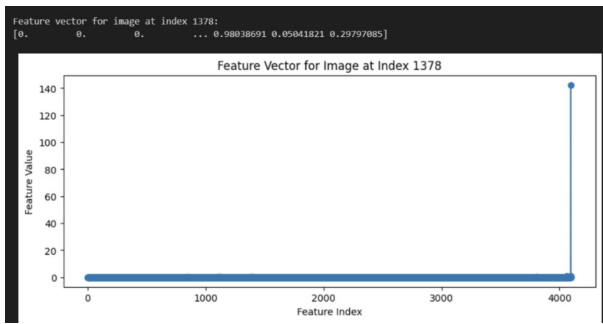 Feature vector for image at index 1378:
[0. 0. 0. ... 0.98038691 0.05041821 0.29797085]
Feature Vector for Image at Index 1378
140
120
100
80
60
40
20
0
Feature Value
0 1000 2000 3000 4000
Feature Index